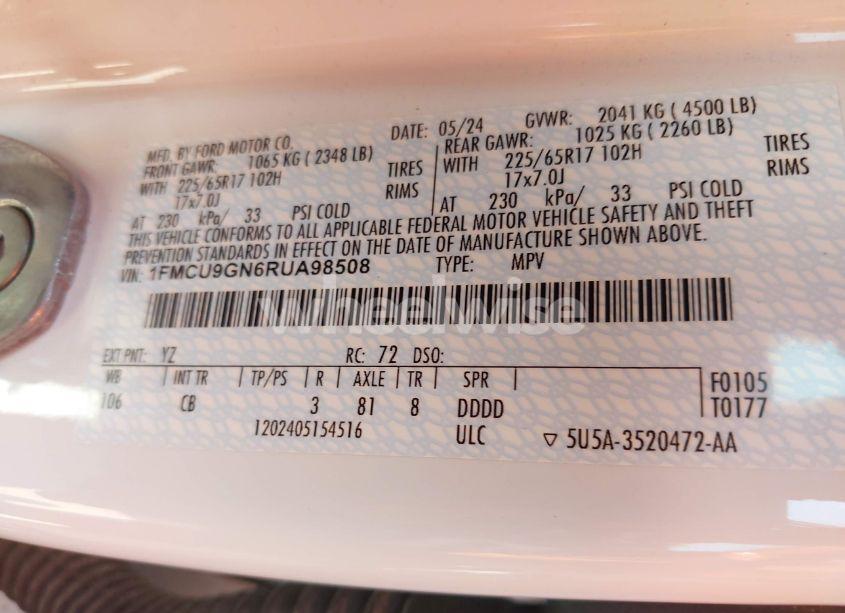 MFD. BY FORD MOTOR CO. DATE: 05/24 GVWR: 2041 KG ( 4500 LB)
FRONT GAWR: 1065 KG ( 2348 LB) REAR GAWR: 1025 KG ( 2260 LB)
WITH 225/65R17 102H TIRES WITH 225/65R17 102H TIRES
17x7.0J RIMS 17x7.0J RIMS
AT 230 kPa/ 33 PSI COLD AT 230 kPa/ 33 PSI COLD
THIS VEHICLE CONFORMS TO ALL APPLICABLE FEDERAL MOTOR VEHICLE SAFETY AND THEFT
PREVENTION STANDARDS IN EFFECT ON THE DATE OF MANUFACTURE SHOWN ABOVE.
VIN: 1FMCU9GN6RUA98508 TYPE: MPV
wheelwise
EXT PNT: YZ RC: 72 DSO:
WB INT TR TP/PS R AXLE TR SPR F0105
106 CB 3 81 8 DDDD T0177
1202405154516 ULC ▽ 5U5A-3520472-AA